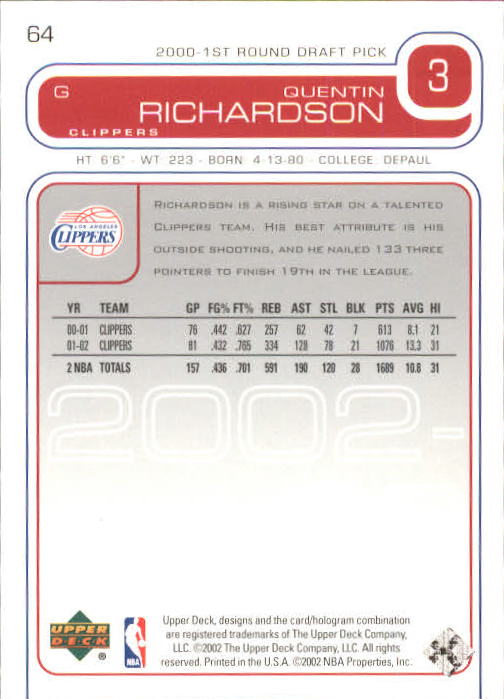 64
2000-1ST ROUND DRAFT PICK
3
G
QUENTIN
RICHARDSON
CLIPPERS
HT 6'6" - WT 223 - BORN 4-13-80 - COLLEGE DEPAUL
LOS ANGELES
CLIPPERS
RICHARDSON IS A RISING STAR ON A TALENTED
CLIPPERS TEAM. HIS BEST ATTRIBUTE IS HIS
OUTSIDE SHOOTING, AND HE NAILED 133 THREE
POINTERS TO FINISH 19TH IN THE LEAGUE.
YR TEAM GP FG% FT% REB AST STL BLK PTS AVG HI
00-01 CLIPPERS 76 .442 .627 257 62 42 7 613 8.1 21
01-02 CLIPPERS 81 .432 .765 334 128 78 21 1076 13.3 31
2 NBA TOTALS 157 .436 .701 591 190 120 28 1689 10.8 31
2002-
UPPER
DECK
®
NBA
Upper Deck, designs and the card/hologram combination
are registered trademarks of The Upper Deck Company,
LLC. ©2002 The Upper Deck Company, LLC. All rights
reserved. Printed in the U.S.A. ©2002 NBA Properties, Inc.